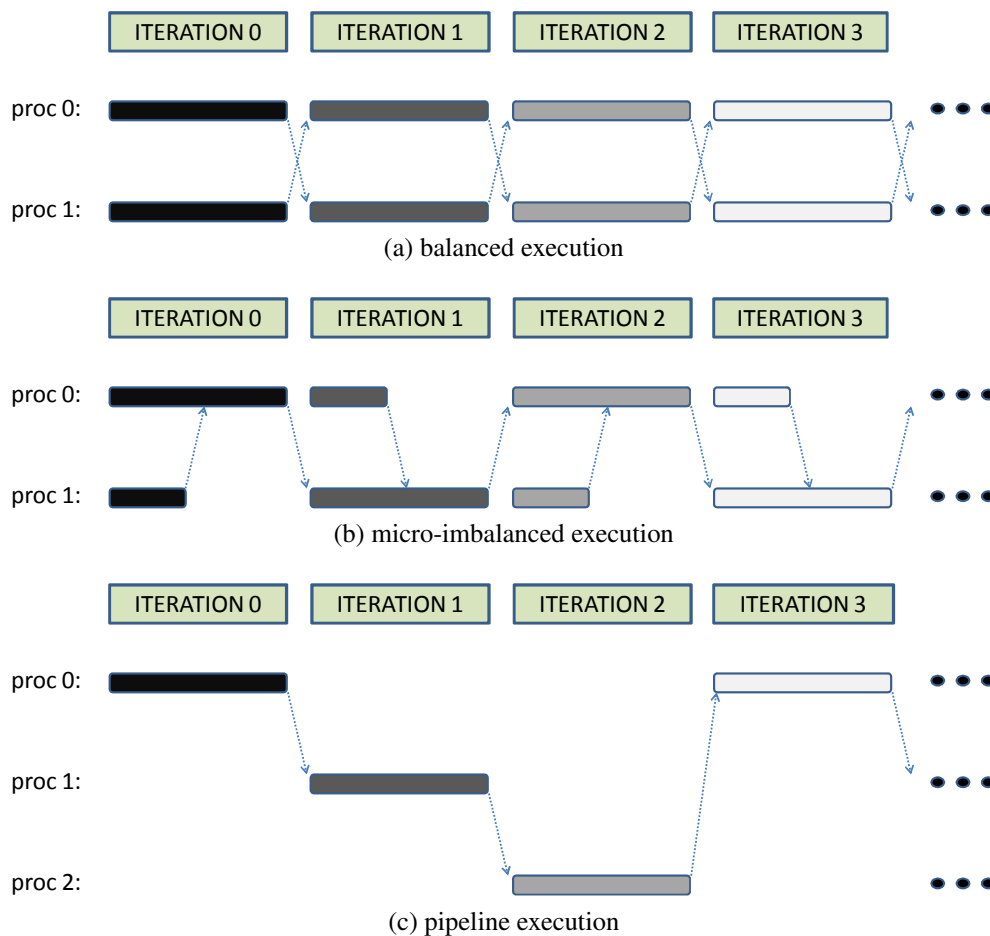 ITERATION 0 ITERATION 1 ITERATION 2 ITERATION 3
proc 0:
proc 1:
(a) balanced execution
ITERATION 0 ITERATION 1 ITERATION 2 ITERATION 3
proc 0:
proc 1:
(b) micro-imbalanced execution
ITERATION 0 ITERATION 1 ITERATION 2 ITERATION 3
proc 0:
proc 1:
proc 2:
(c) pipeline execution